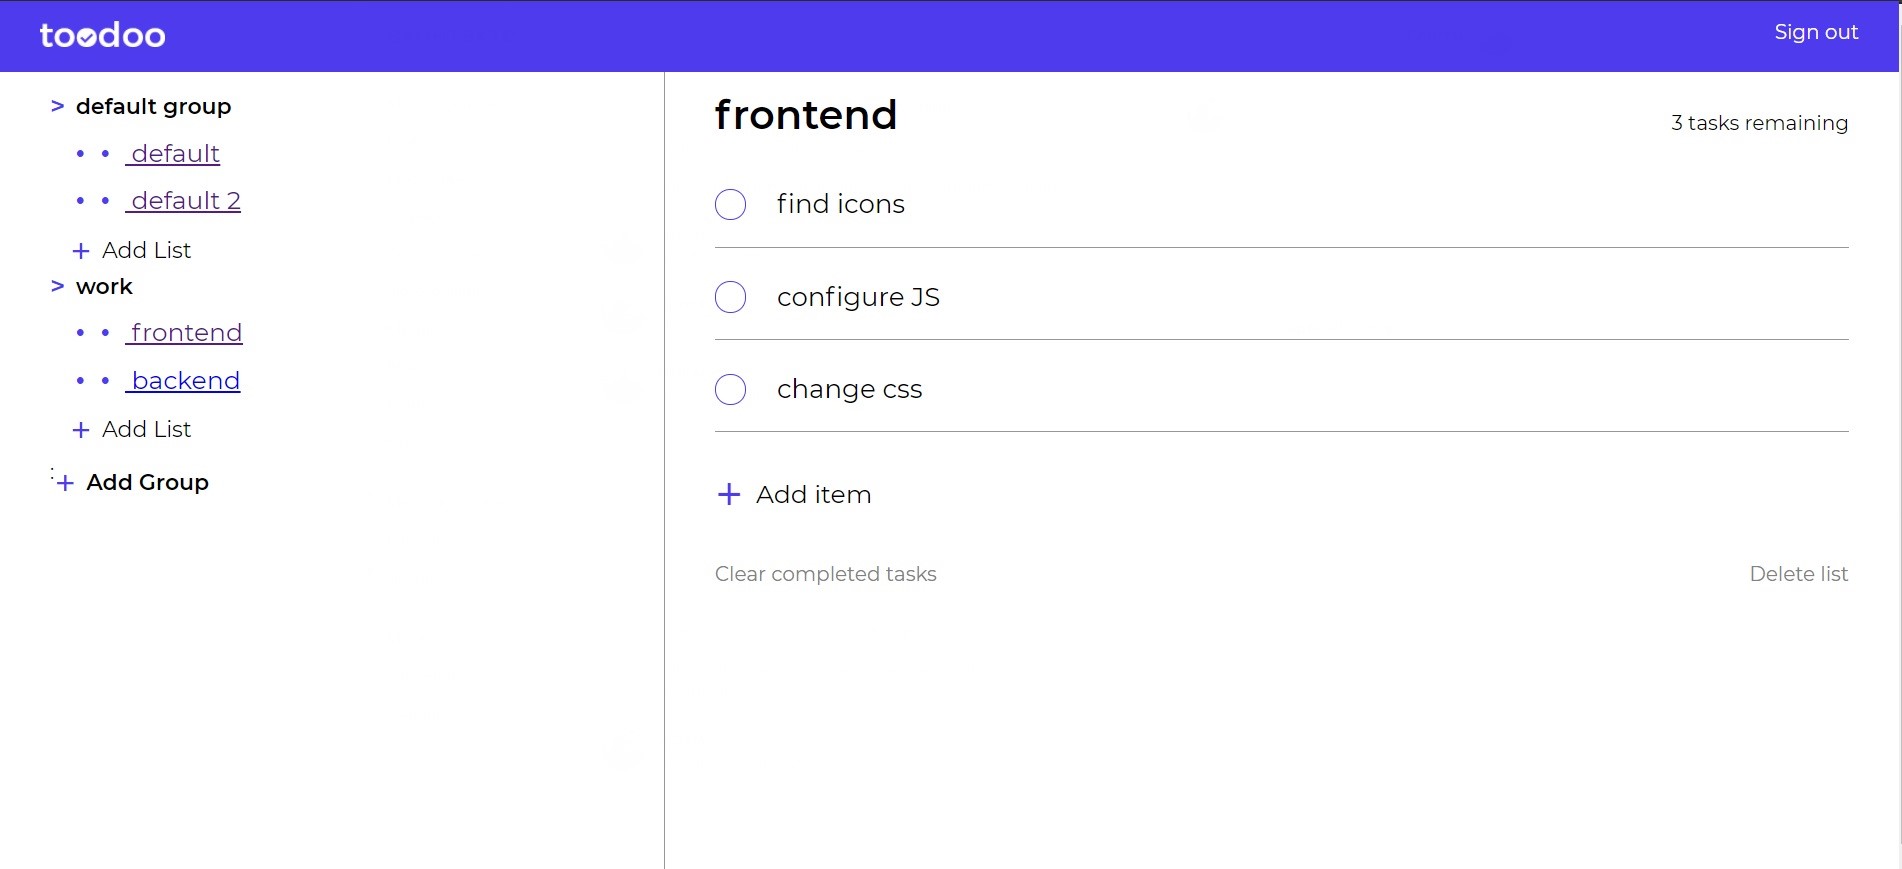 toodoo
Sign out
> default group
• • default
• • default 2
+ Add List
> work
• • frontend
• • backend
+ Add List
+ Add Group
frontend
3 tasks remaining
find icons
configure JS
change css
+ Add item
Clear completed tasks
Delete list